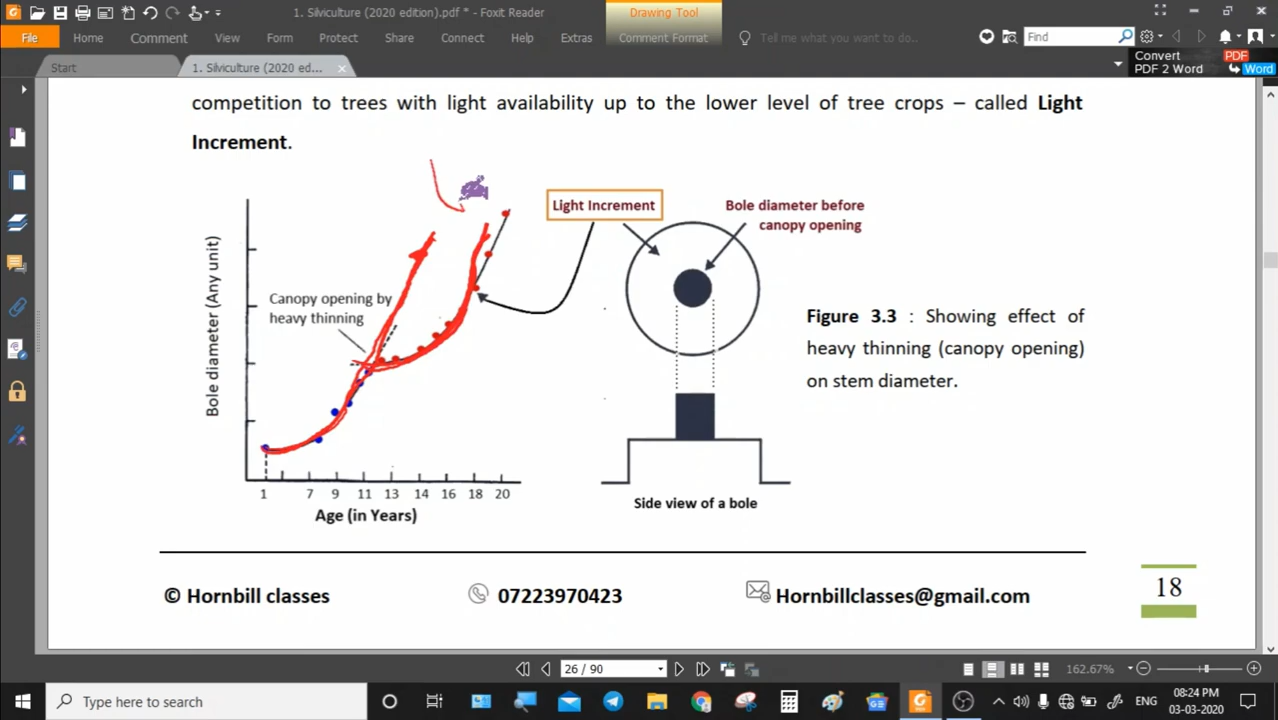 1. Silviculture (2020 edition).pdf * - Foxit Reader
Drawing Tool
File
Home
Comment
View
Form
Protect
Share
Connect
Help
Extras
Comment Format
Tell me what you want to do...
Find
Start
1. Silviculture (2020 ed...
Convert
PDF 2 Word
PDF
Word
competition to trees with light availability up to the lower level of tree crops – called Light
Increment.
Bole diameter (Any unit)
Canopy opening by
heavy thinning
1 7 9 11 13 14 16 18 20
Age (in Years)
Light Increment
Bole diameter before
canopy opening
Side view of a bole
Figure 3.3 : Showing effect of
heavy thinning (canopy opening)
on stem diameter.
© Hornbill classes
07223970423
Hornbillclasses@gmail.com
18
26 / 90
162.67%
Type here to search
ENG
08:24 PM
03-03-2020